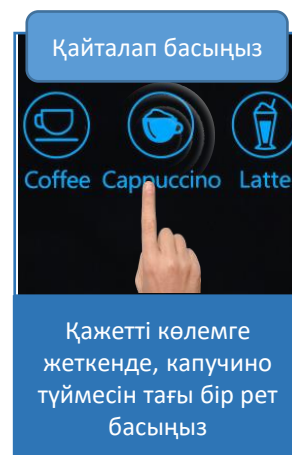 Қайталап басыңыз
Coffee Cappuccino Latte
Қажетті көлемге
жеткенде, капучино
түймесін тағы бір рет
басыңыз